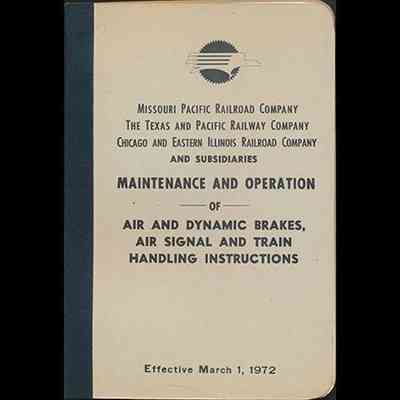 Missouri Pacific Railroad Company
The Texas and Pacific Railway Company
Chicago and Eastern Illinois Railroad Company
AND SUBSIDIARIES
MAINTENANCE AND OPERATION
OF
AIR AND DYNAMIC BRAKES,
AIR SIGNAL AND TRAIN
HANDLING INSTRUCTIONS
Effective March 1, 1972